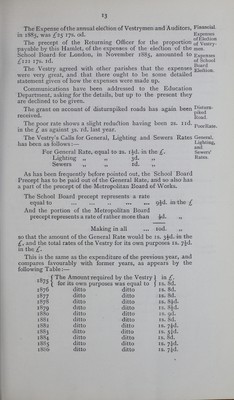 13
The Expense of the annual election of Vestrymen and Auditors,
in 1885, was £25 17s. 0d.
The precept of the Returning Officer for the proportion
payable by this Hamlet, of the expenses of the election of the
School Board for London, in November 1885, amounted to
£121 17s. 1d.
The Vestry agreed with other parishes that the expenses
were very great, and that there ought to be some detailed
statement given of how the expenses were made up.
Communications have been addressed to the Education
Department, asking for the details, but up to the present they
are declined to be given.
The grant on account of disturnpiked roads has again been
received.
The poor rate shows a slight reduction having been 2s. 11d.
in the £ as against 3s. 1d. last year.
The Vestry's Calls for General, Lighting and Sewers Rates
has been as follows:—
For General Rate, equal to 2s. 1½d. in the £.
Lighting „ „ 3d. „
Sewers „ „ 1d. „
As has been frequently before pointed out, the School Board
Precept has to be paid out of the General Rate, and so also has
a part of the precept of the Metropolitan Board of Works.
The School Board precept represents a rate
equal to ... ... ... ... 9½d. in the £
And the portion of the Metropolitan Board
precept represents a rate of rather more than ½d. „
Making in all ... 10d. „
so that the amount of the General Rate would be 1s. 3½d. in the
£, and the total rates of the Vestry for its own purposes 1s. 7½d.
in the £.
This is the same as the expenditure of the previous year, and
compares favourably with former years, as appears by the
following Table:—
1875 { The Amount required by the Vestry } in £.
for its own purposes was equal to 1s. 8d.
1876 ditto ditto 1s. 8d.
1877 ditto ditto 1s. 8d.
1878 ditto ditto 1s. 8½d.
1879 ditto ditto 1s. 8½d.
1880 ditto ditto 1s. 9d.
1881 ditto ditto 1s. 8d.
1882 ditto ditto 1s. 7½d.
1883 ditto ditto 1s. 5½d.
1884 ditto ditto 1s. 8d.
1885 ditto ditto 1s. 7½d.
1886 ditto ditto 1s. 7½d.
Financial.
Expenses
of Election
of Vestry-
men.
Expenses
of School
Board
Election.
Disturn-
piked
Road.
Poor Rate.
General,
Lighting,
and
Sewers'
Rates.